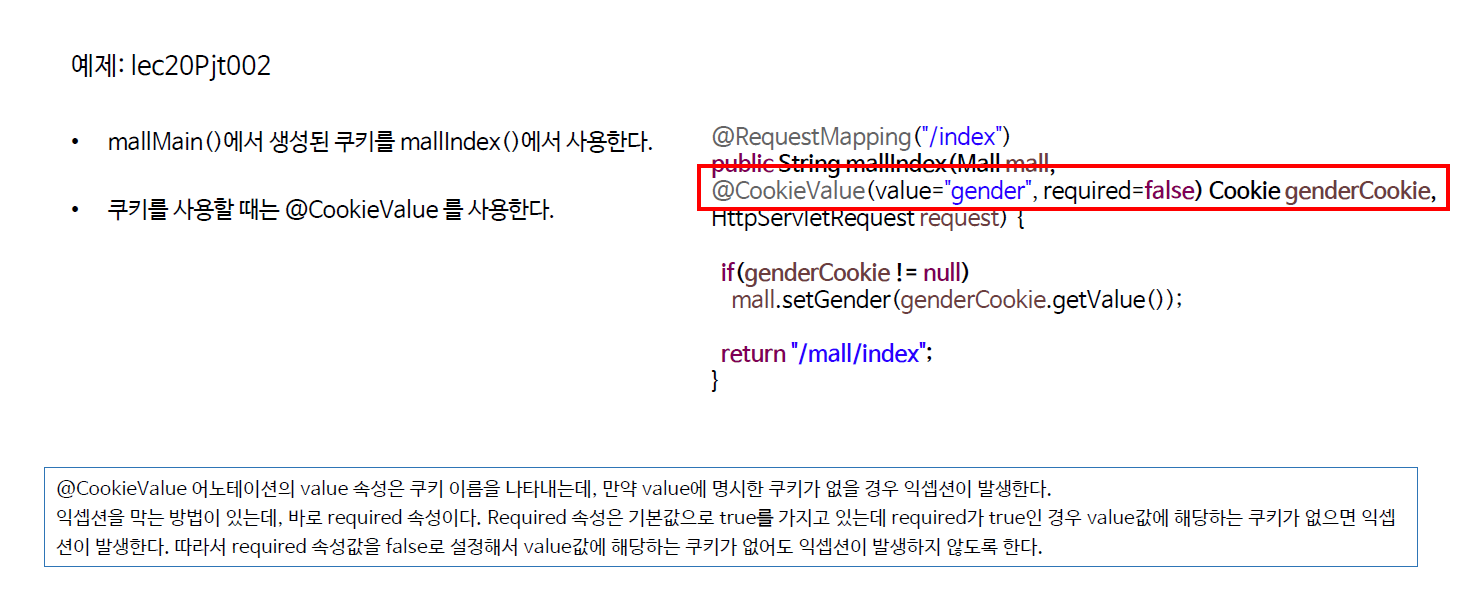 예제: lec20Pjt002
• mallMain()에서 생성된 쿠키를 mallIndex()에서 사용한다.
• 쿠키를 사용할 때는 @CookieValue 를 사용한다.
@RequestMapping("/index")
public String mallIndex(Mall mall,
@CookieValue(value="gender", required=false) Cookie genderCookie,
HttpServletRequest request) {
if(genderCookie != null)
mall.setGender(genderCookie.getValue());
return "/mall/index";
}
@CookieValue 어노테이션의 value 속성은 쿠키 이름을 나타내는데, 만약 value에 명시한 쿠키가 없을 경우 익셉션이 발생한다.
익셉션을 막는 방법이 있는데, 바로 required 속성이다. Required 속성은 기본값으로 true를 가지고 있는데 required가 true인 경우 value값에 해당하는 쿠키가 없으면 익셉
션이 발생한다. 따라서 required 속성값을 false로 설정해서 value값에 해당하는 쿠키가 없어도 익셉션이 발생하지 않도록 한다.